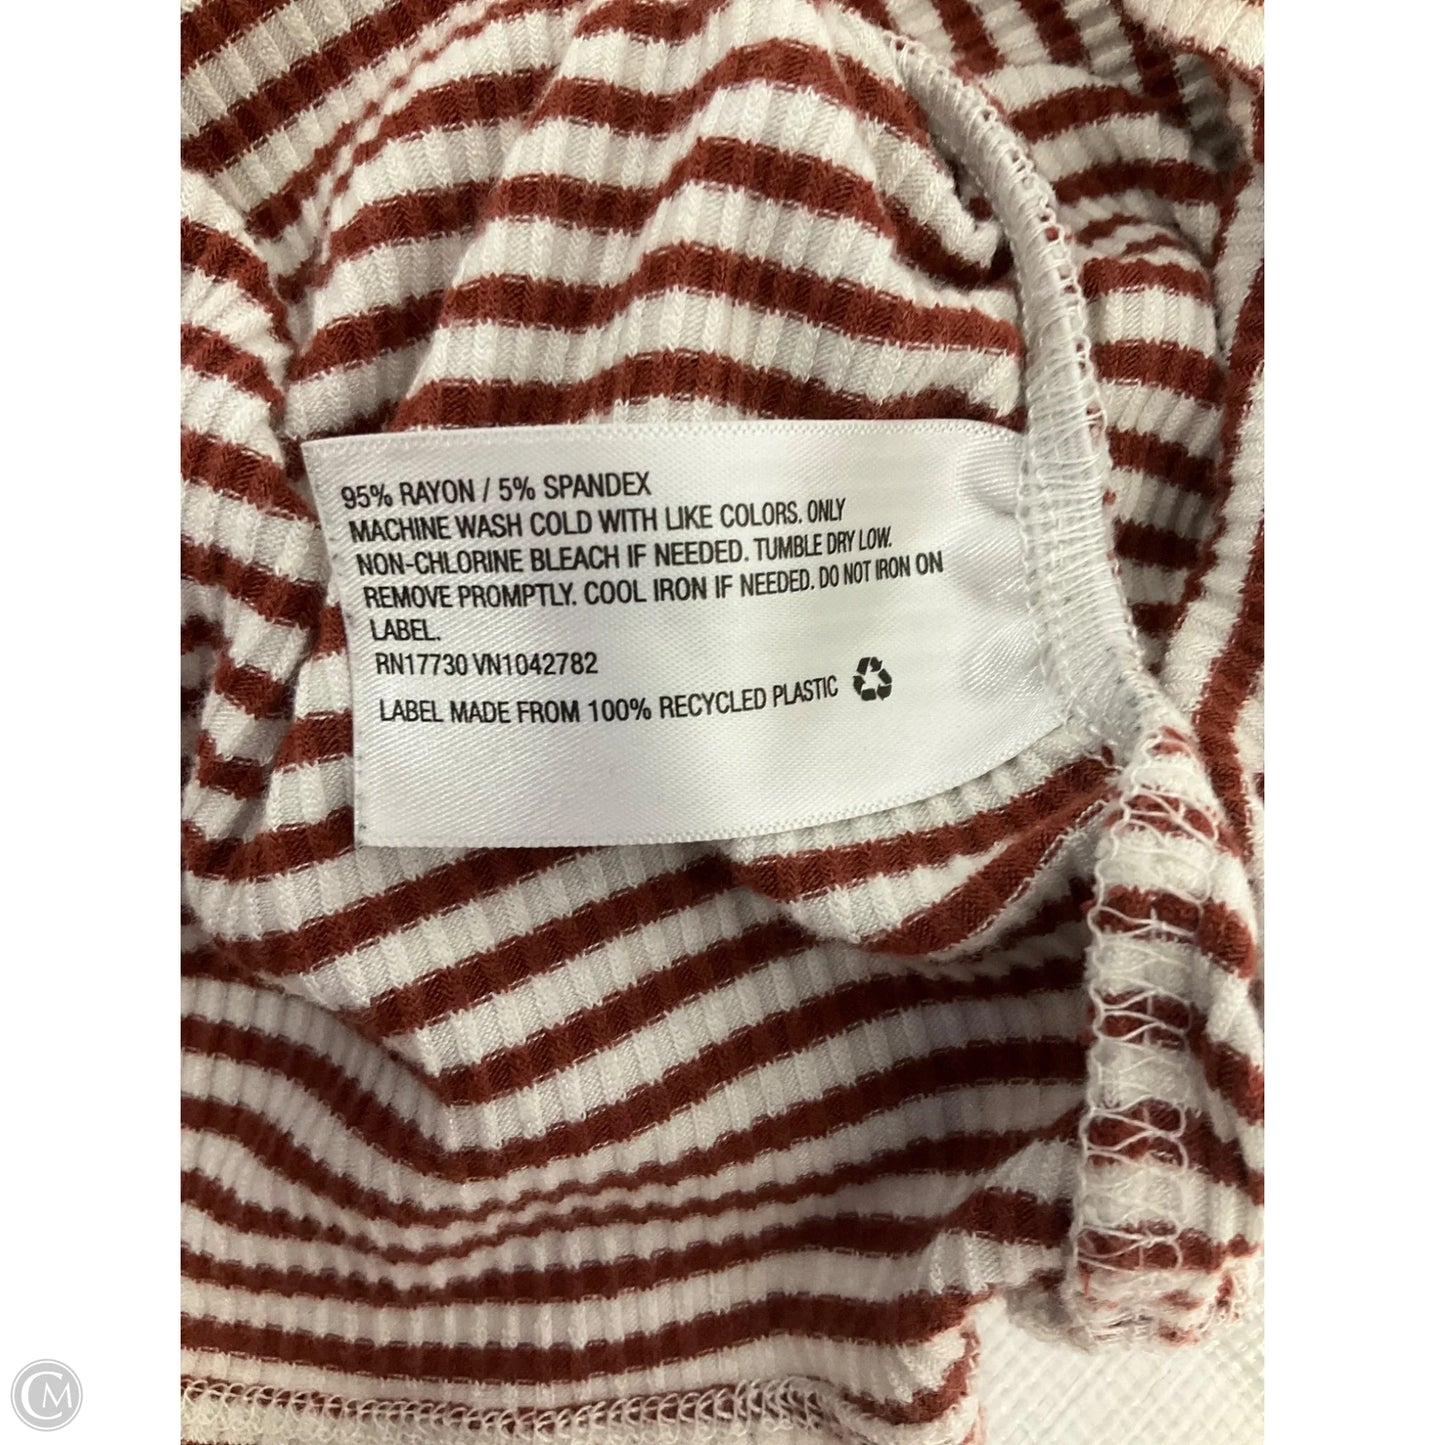 95% RAYON / 5% SPANDEX
MACHINE WASH COLD WITH LIKE COLORS. ONLY
NON-CHLORINE BLEACH IF NEEDED. TUMBLE DRY LOW.
REMOVE PROMPTLY. COOL IRON IF NEEDED. DO NOT IRON ON
LABEL.
RN17730 VN1042782
LABEL MADE FROM 100% RECYCLED PLASTIC
CM